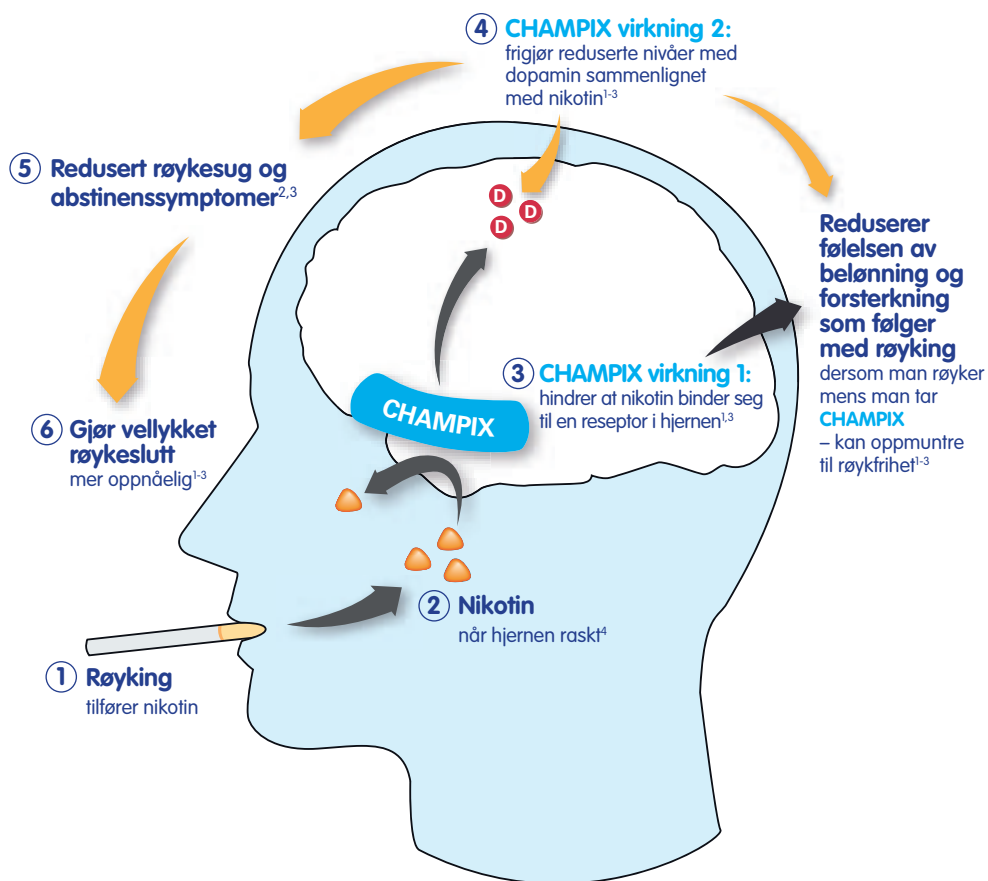 ④ CHAMPIX virkning 2:
frigjør reduserte nivåer med
dopamin sammenlignet
med nikotin¹⁻³
⑤ Redusert røykesug og
abstinenssymptomer²,³
D
D
D
Reduserer
følelsen av
belønning og
forsterkning
som følger
med røyking
dersom man røyker
mens man tar
CHAMPIX
– kan oppmuntre
til røykfrihet¹⁻³
③ CHAMPIX virkning 1:
hindrer at nikotin binder seg
til en reseptor i hjernen¹,³
CHAMPIX
⑥ Gjør vellykket
røykeslutt
mer oppnåelig¹⁻³
② Nikotin
når hjernen raskt⁴
① Røyking
tilfører nikotin